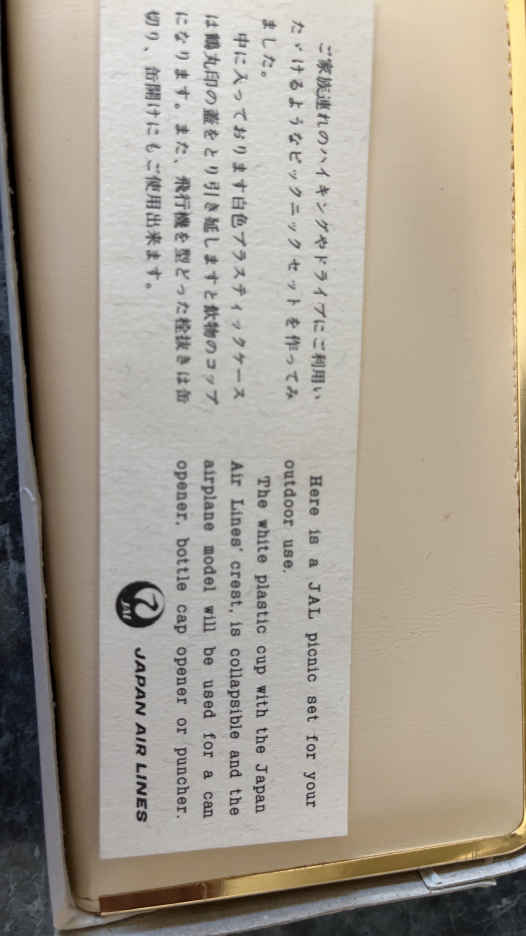 ご家族連れのハイキングやドライブにご利用い
たゞけるようなピックニックセットを作ってみ
ました。
中に入っております白色プラスティックケース
は鶴丸印の蓋をとり引き延しますと飲物のコップ
になります。また、飛行機を型どった栓抜きは缶
切り、缶開けにもご使用出来ます。
Here is a JAL picnic set for your
outdoor use.
The white plastic cup with the Japan
Air Lines' crest, is collapsible and the
airplane model will be used for a can
opener, bottle cap opener or puncher.
JAL
JAPAN AIR LINES